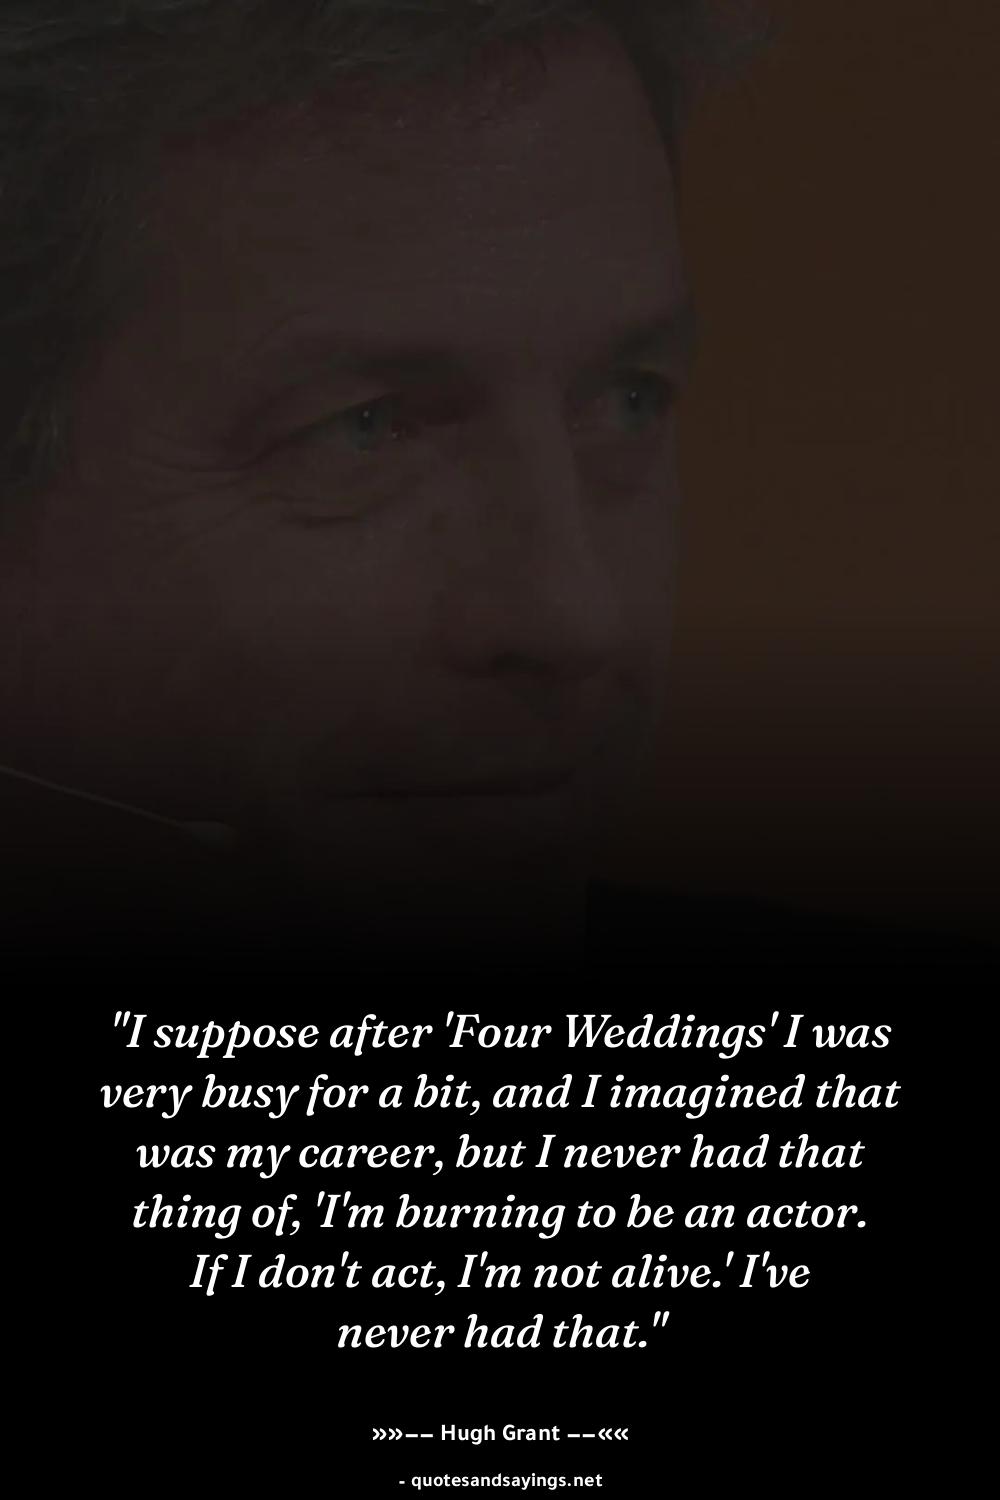 "I suppose after 'Four Weddings' I was
very busy for a bit, and I imagined that
was my career, but I never had that
thing of, 'I'm burning to be an actor.
If I don't act, I'm not alive.' I've
never had that."
»»−− Hugh Grant −−««
- quotesandsayings.net